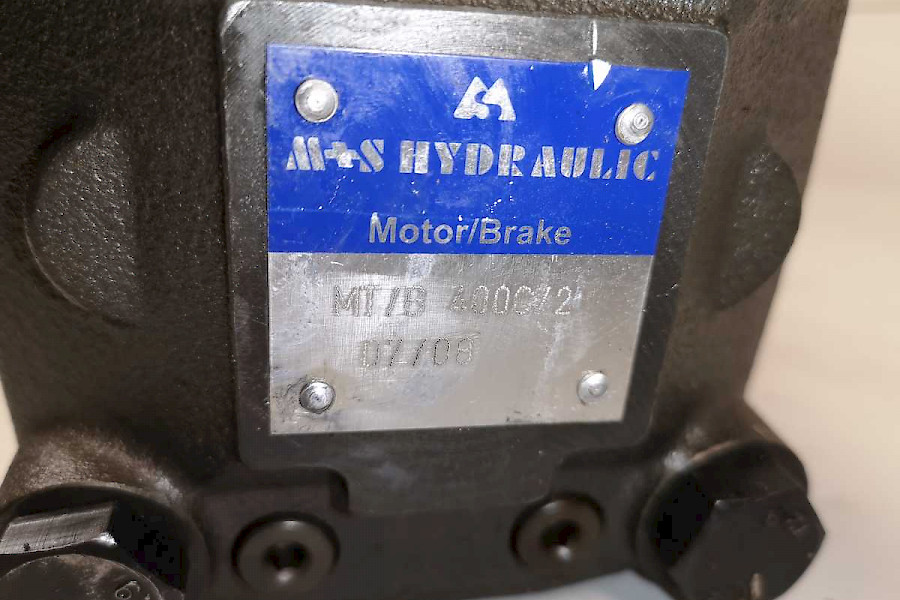 M+S HYDRAULIC
Motor/Brake
MT/B 400C/2
07/08